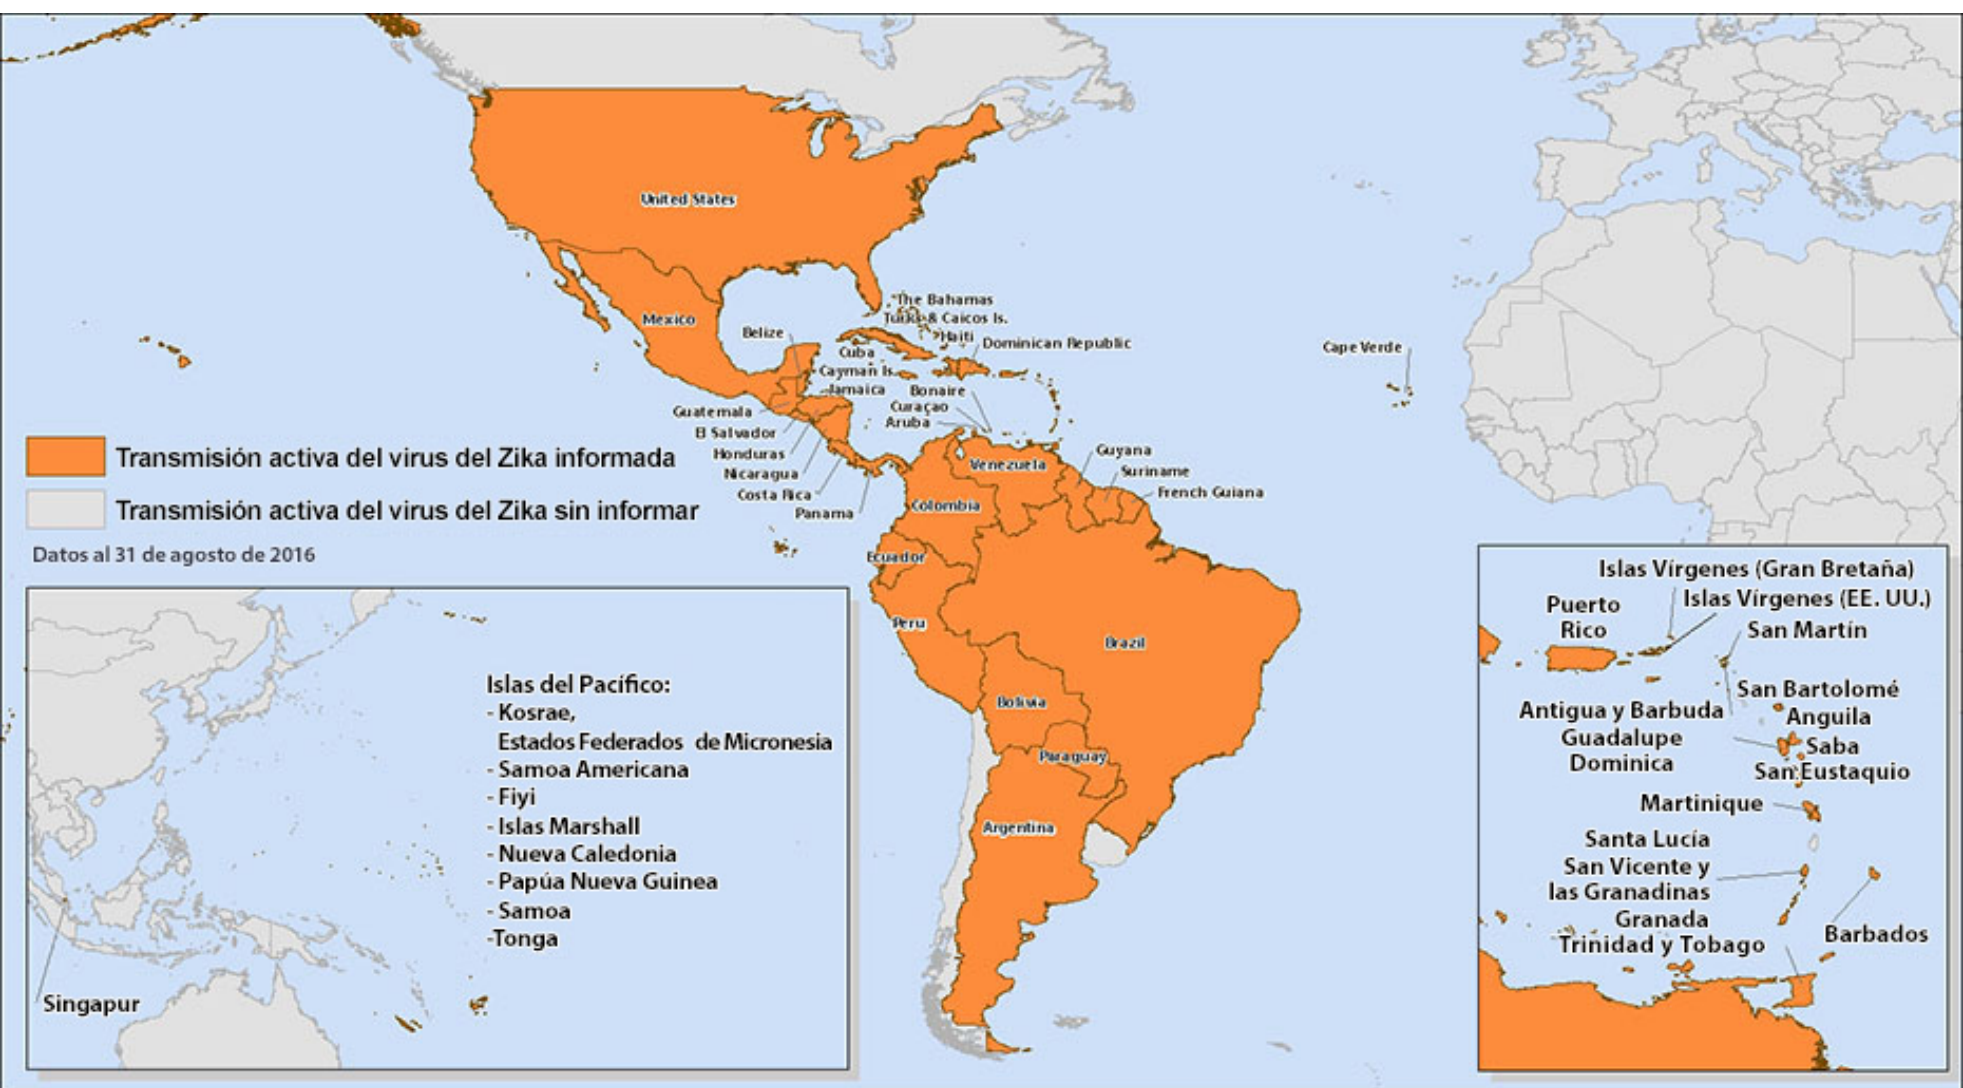 United States
Mexico
The Bahamas
Turks & Caicos Is.
Haiti
Dominican Republic
Belize
Cuba
Cayman Is.
Jamaica
Bonaire
Curaçao
Aruba
Guatemala
El Salvador
Honduras
Nicaragua
Costa Rica
Panama
Cape Verde
Venezuela
Guyana
Suriname
French Guiana
Colombia
Ecuador
Peru
Brazil
Bolivia
Paraguay
Argentina
Transmisión activa del virus del Zika informada
Transmisión activa del virus del Zika sin informar
Datos al 31 de agosto de 2016
Islas del Pacífico:
- Kosrae,
Estados Federados de Micronesia
- Samoa Americana
- Fiyi
- Islas Marshall
- Nueva Caledonia
- Papúa Nueva Guinea
- Samoa
-Tonga
Singapur
Islas Vírgenes (Gran Bretaña)
Islas Vírgenes (EE. UU.)
Puerto
Rico
San Martín
San Bartolomé
Antigua y Barbuda
Anguila
Guadalupe
Saba
Dominica
San Eustaquio
Martinique
Santa Lucía
San Vicente y
las Granadinas
Granada
Trinidad y Tobago
Barbados